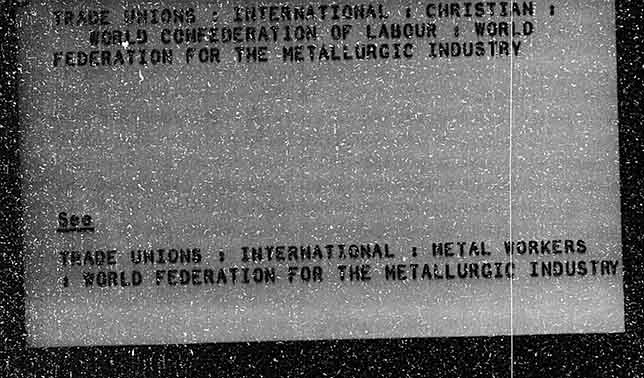 TRADE UNIONS : INTERNATIONAL : CHRISTIAN :
WORLD CONFEDERATION OF LABOUR : WORLD
FEDERATION FOR THE METALLURGIC INDUSTRY
See
TRADE UNIONS : INTERNATIONAL : METAL WORKERS
: WORLD FEDERATION FOR THE METALLURGIC INDUSTRY